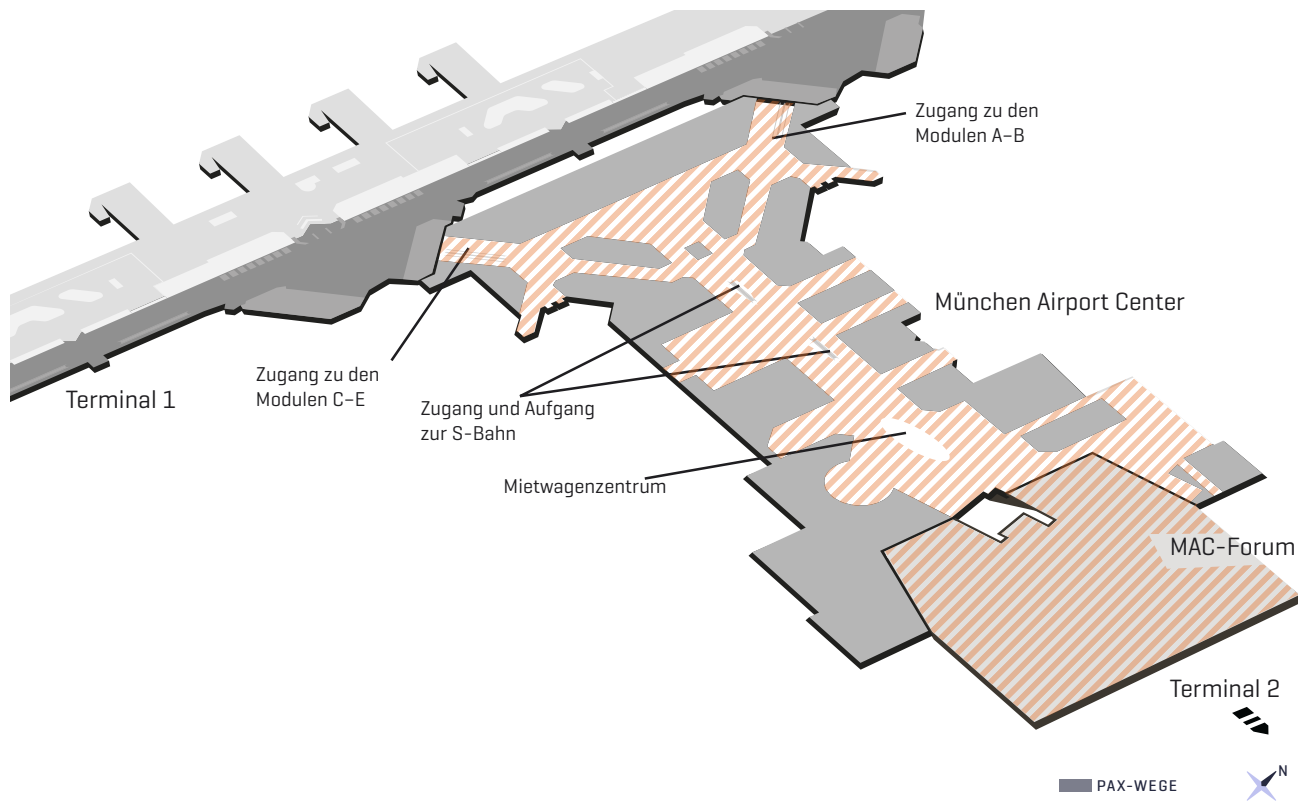 Zugang zu den
Modulen A–B
München Airport Center
Zugang zu den
Modulen C–E
Terminal 1
Zugang und Aufgang
zur S-Bahn
Mietwagenzentrum
MAC-Forum
Terminal 2
PAX-WEGE
N